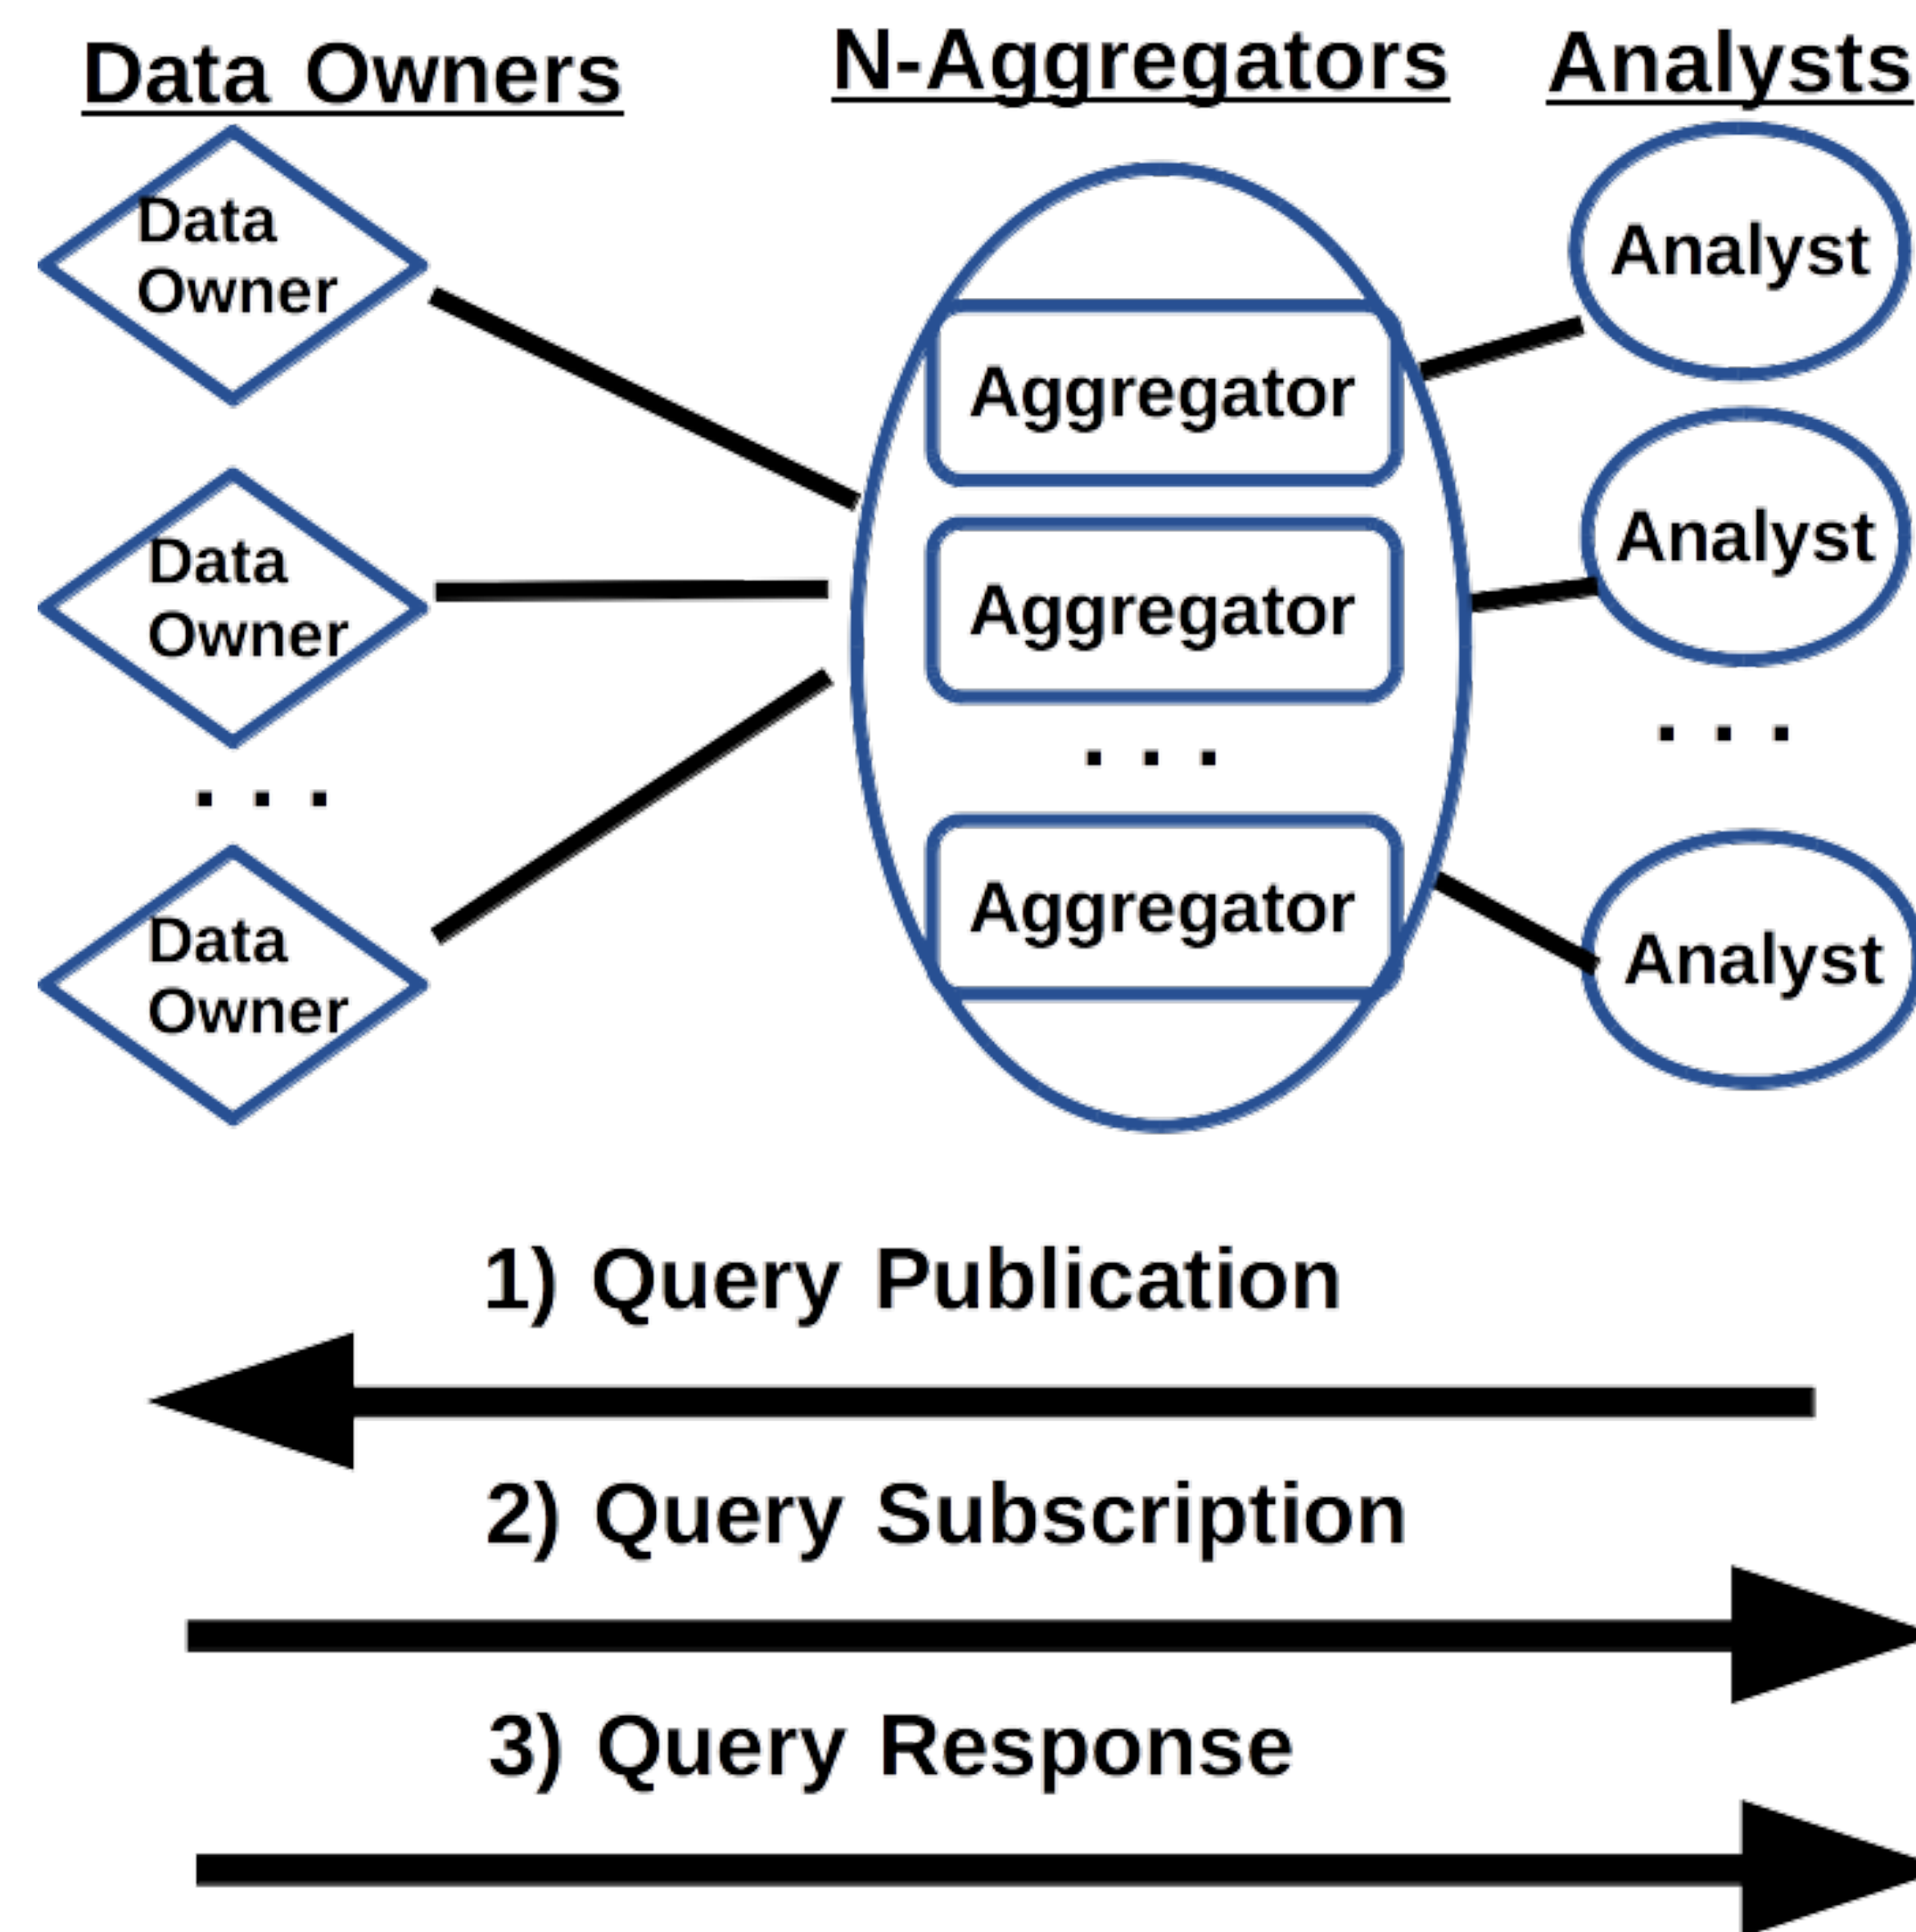 Data Owners
N-Aggregators
Analysts
Data
Owner
Data
Owner
. . .
Data
Owner
Aggregator
Aggregator
. . .
Aggregator
Analyst
Analyst
. . .
Analyst
1) Query Publication
2) Query Subscription
3) Query Response